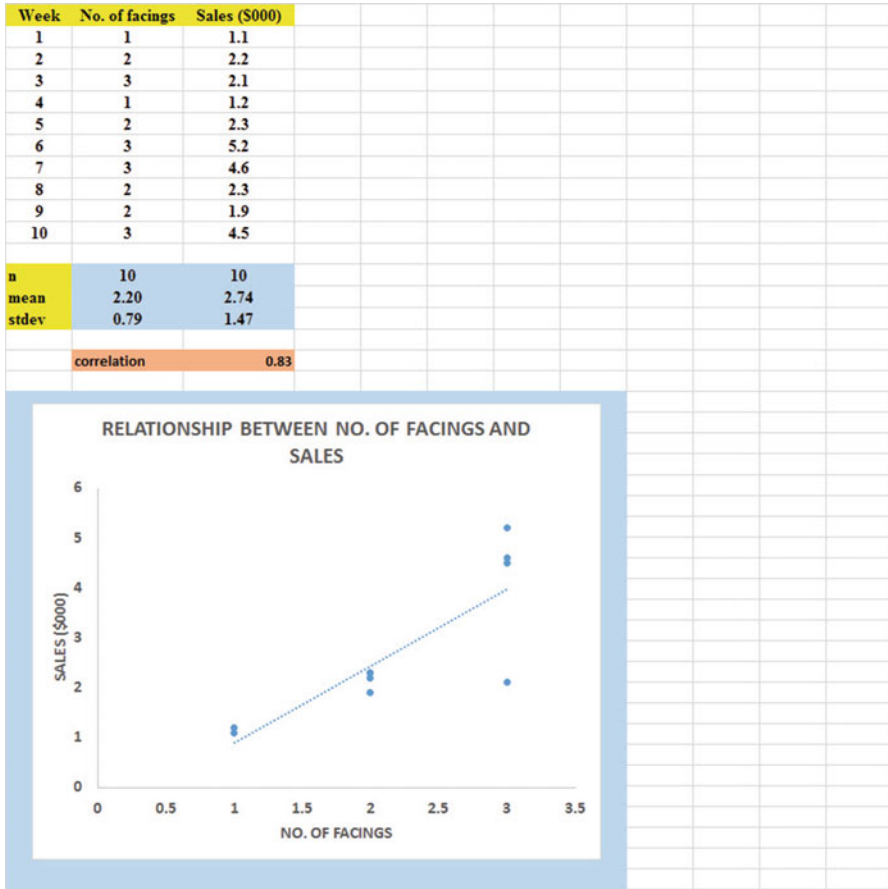 Week No. of facings Sales ($000)
1 1 1.1
2 2 2.2
3 3 2.1
4 1 1.2
5 2 2.3
6 3 5.2
7 3 4.6
8 2 2.3
9 2 1.9
10 3 4.5
n 10 10
mean 2.20 2.74
stdev 0.79 1.47
correlation 0.83
RELATIONSHIP BETWEEN NO. OF FACINGS AND
SALES
6
5
4
3
2
1
0
SALES ($000)
0 0.5 1 1.5 2 2.5 3 3.5
NO. OF FACINGS